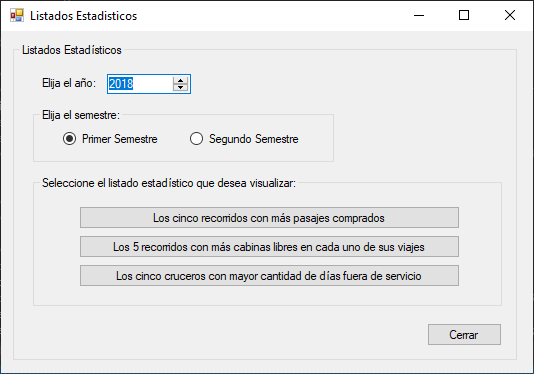 Listados Estadisticos
Listados Estadísticos
Elija el año: 2018
Elija el semestre:
Primer Semestre Segundo Semestre
Seleccione el listado estadístico que desea visualizar:
Los cinco recorridos con más pasajes comprados
Los 5 recorridos con más cabinas libres en cada uno de sus viajes
Los cinco cruceros con mayor cantidad de días fuera de servicio
Cerrar